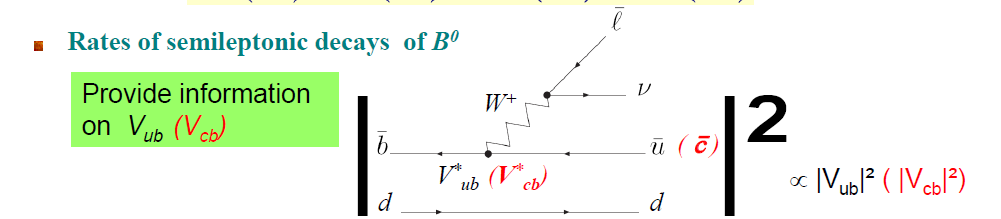 ℓ̄
Rates of semileptonic decays of B⁰
Provide information
on V_ub (V_cb)
W+
ν
2
b̄
ū ( c̄)
V*_ub (V*_cb)
∝ |V_ub|² ( |V_cb|²)
d
d